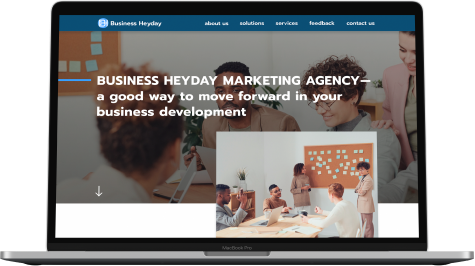 Business Heyday
about us
solutions
services
feedback
contact us
BUSINESS HEYDAY MARKETING AGENCY—
a good way to move forward in your
business development
MacBook Pro